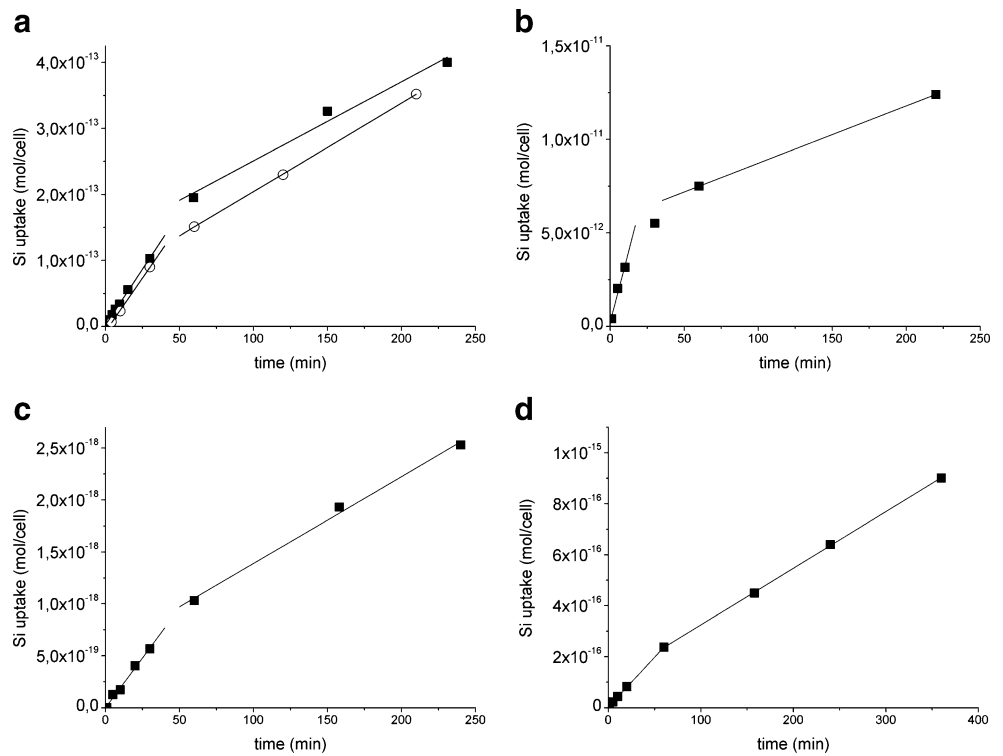 a
4,0x10⁻¹³
3,0x10⁻¹³
2,0x10⁻¹³
1,0x10⁻¹³
0,0
Si uptake (mol/cell)
0 50 100 150 200 250
time (min)
b
1,5x10⁻¹¹
1,0x10⁻¹¹
5,0x10⁻¹²
0,0
Si uptake (mol/cell)
0 50 100 150 200 250
time (min)
c
2,5x10⁻¹⁸
2,0x10⁻¹⁸
1,5x10⁻¹⁸
1,0x10⁻¹⁸
5,0x10⁻¹⁹
0,0
Si uptake (mol/cell)
0 50 100 150 200 250
time (min)
d
1x10⁻¹⁵
8x10⁻¹⁶
6x10⁻¹⁶
4x10⁻¹⁶
2x10⁻¹⁶
0
Si uptake (mol/cell)
0 100 200 300 400
time (min)